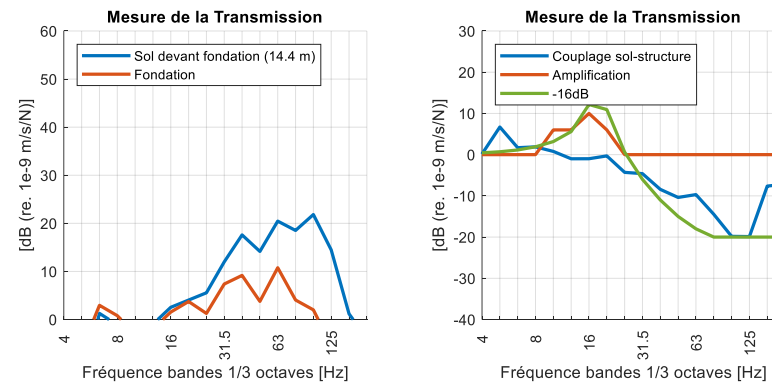 Mesure de la Transmission
60
50
40
30
20
10
0
[dB (re. 1e-9 m/s/N)]
Sol devant fondation (14.4 m)
Fondation
4
8
16
31.5
63
125
Fréquence bandes 1/3 octaves [Hz]
Mesure de la Transmission
30
20
10
0
-10
-20
-30
-40
[dB (re. 1e-9 m/s/N)]
Couplage sol-structure
Amplification
-16dB
4
8
16
31.5
63
125
Fréquence bandes 1/3 octaves [Hz]